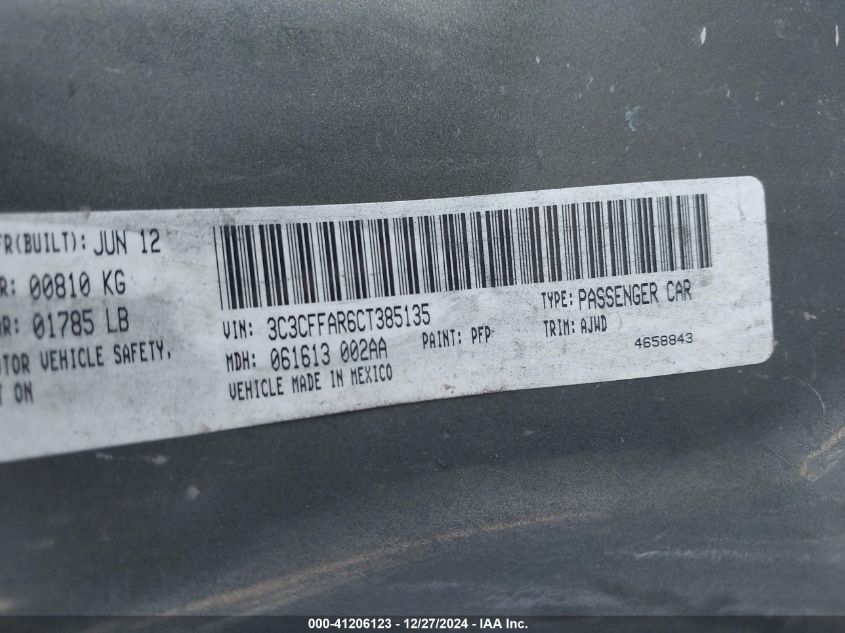 FR(BUILT): JUN 12
R: 00810 KG
01785 LB
OTOR VEHICLE SAFETY,
ON
VIN: 3C3CFFAR6CT385135
MDH: 061613 002AA
VEHICLE MADE IN MEXICO
PAINT: PFP
TYPE: PASSENGER CAR
TRIM: AJWD
4658843
000-41206123 - 12/27/2024 - IAA Inc.